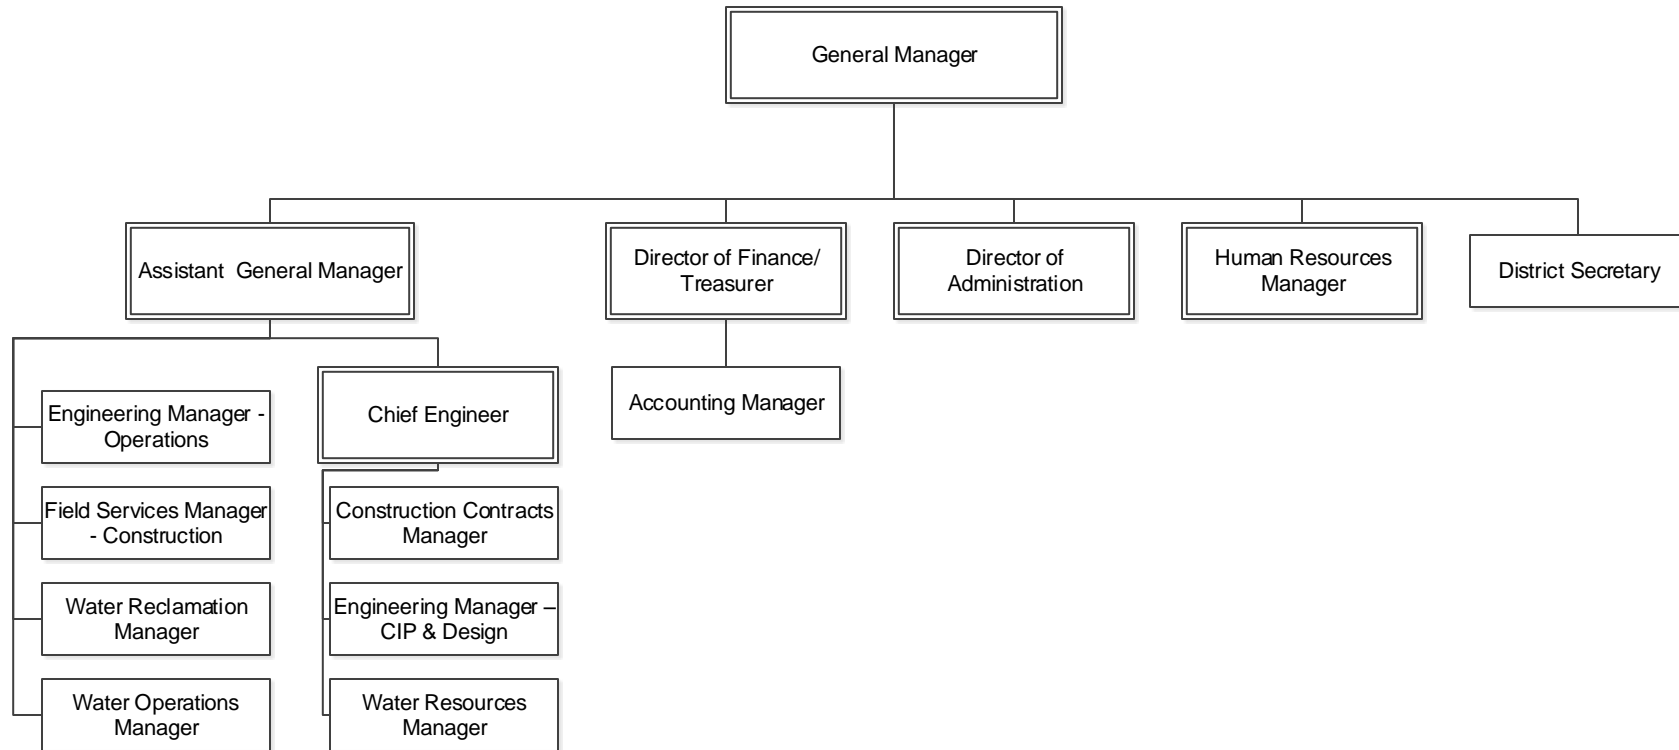 General Manager
Assistant  General Manager
Director of Finance/
Treasurer
Director of
Administration
Human Resources
Manager
District Secretary
Engineering Manager -
Operations
Chief Engineer
Accounting Manager
Field Services Manager
- Construction
Construction Contracts
Manager
Water Reclamation
Manager
Engineering Manager –
CIP & Design
Water Operations
Manager
Water Resources
Manager